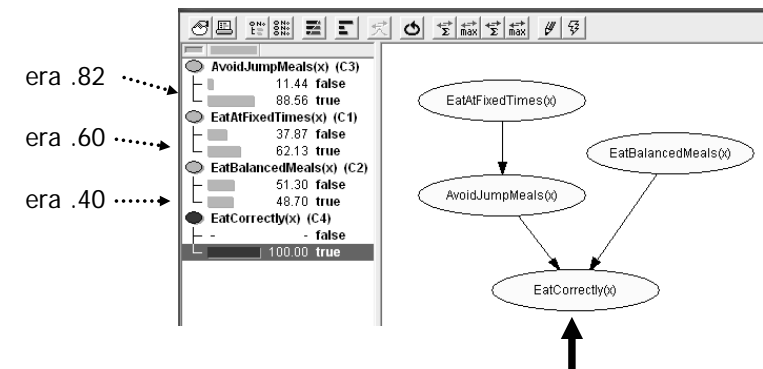 era .82
era .60
era .40
Σ max Σ max
AvoidJumpMeals(x) (C3)
11.44 false
88.56 true
EatAtFixedTimes(x) (C1)
37.87 false
62.13 true
EatBalancedMeals(x) (C2)
51.30 false
48.70 true
EatCorrectly(x) (C4)
- - false
100.00 true
EatAtFixedTimes(x)
EatBalancedMeals(x)
AvoidJumpMeals(x)
EatCorrectly(x)